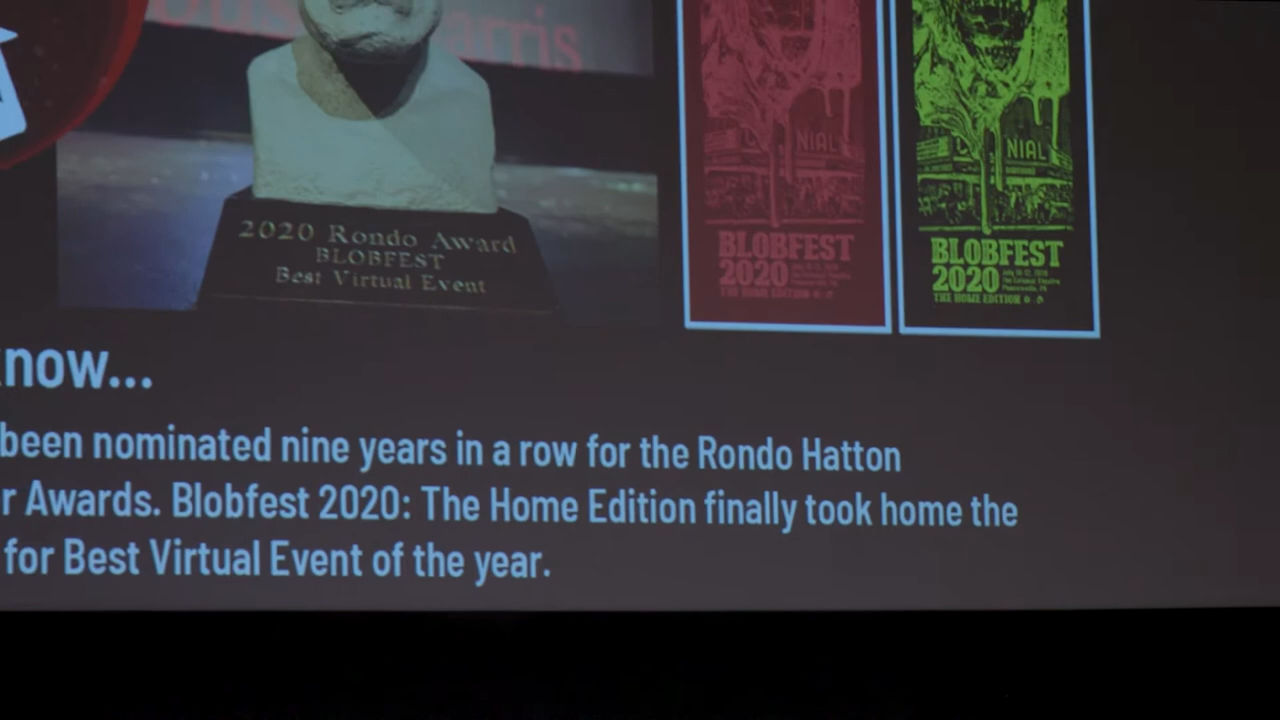 arris
2020 Rondo Award
BLOBFEST
Best Virtual Event
NIAL
BLOBFEST
2020
THE HOME EDITION
NIAL
BLOBFEST
2020
THE HOME EDITION
now...
been nominated nine years in a row for the Rondo Hatton
r Awards. Blobfest 2020: The Home Edition finally took home the
for Best Virtual Event of the year.